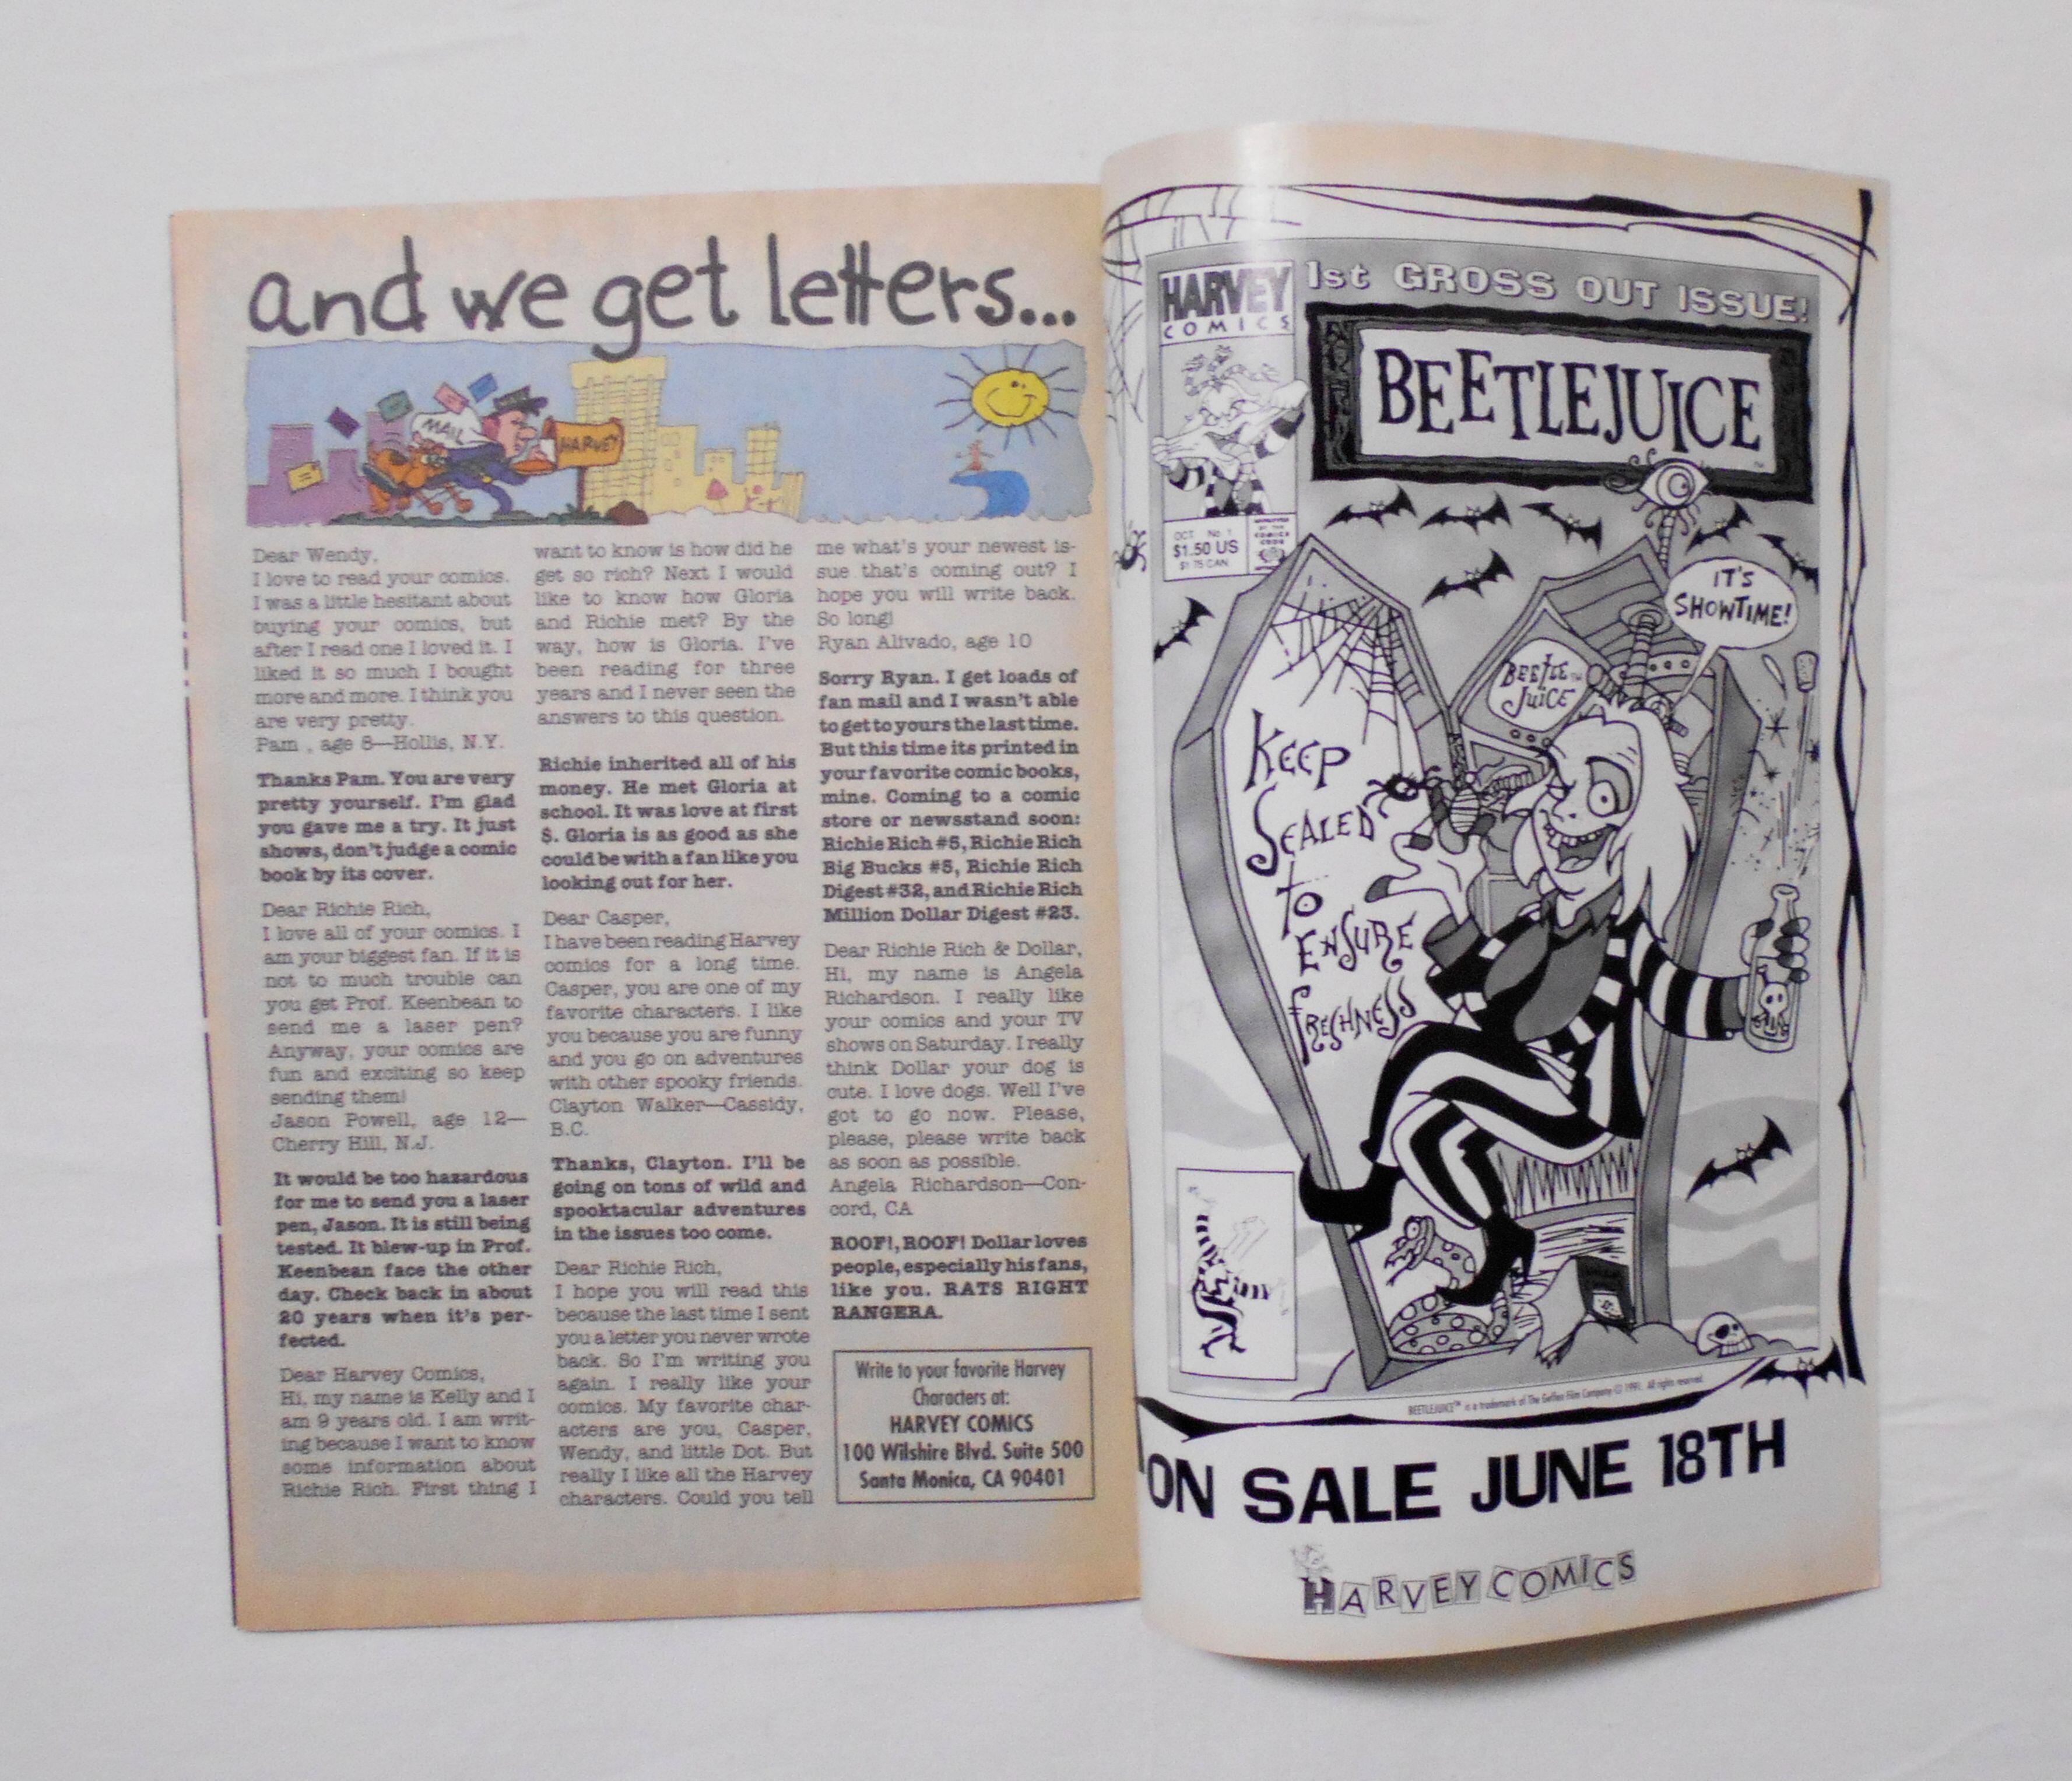 and we get letters...
MAIL
HARVEY
Dear Wendy,
I love to read your comics.
I was a little hesitant about
buying your comics, but
after I read one I loved it. I
liked it so much I bought
more and more. I think you
are very pretty.
Pam , age 8—Hollis, N.Y.
Thanks Pam. You are very
pretty yourself. I'm glad
you gave me a try. It just
shows, don't judge a comic
book by its cover.
Dear Richie Rich,
I love all of your comics. I
am your biggest fan. If it is
not to much trouble can
you get Prof. Keenbean to
send me a laser pen?
Anyway, your comics are
fun and exciting so keep
sending them!
Jason Powell, age 12—
Cherry Hill, N.J.
It would be too hazardous
for me to send you a laser
pen, Jason. It is still being
tested. It blew-up in Prof.
Keenbean face the other
day. Check back in about
20 years when it's per-
fected.
Dear Harvey Comics,
Hi, my name is Kelly and I
am 9 years old. I am writ-
ing because I want to know
some information about
Richie Rich. First thing I
want to know is how did he
get so rich? Next I would
like to know how Gloria
and Richie met? By the
way, how is Gloria. I've
been reading for three
years and I never seen the
answers to this question.
Richie inherited all of his
money. He met Gloria at
school. It was love at first
$. Gloria is as good as she
could be with a fan like you
looking out for her.
Dear Casper,
I have been reading Harvey
comics for a long time.
Casper, you are one of my
favorite characters. I like
you because you are funny
and you go on adventures
with other spooky friends.
Clayton Walker—Cassidy,
B.C.
Thanks, Clayton. I'll be
going on tons of wild and
spooktacular adventures
in the issues too come.
Dear Richie Rich,
I hope you will read this
because the last time I sent
you a letter you never wrote
back. So I'm writing you
again. I really like your
comics. My favorite char-
acters are you, Casper,
Wendy, and little Dot. But
really I like all the Harvey
characters. Could you tell
me what's your newest is-
sue that's coming out? I
hope you will write back.
So long!
Ryan Alivado, age 10
Sorry Ryan. I get loads of
fan mail and I wasn't able
to get to yours the last time.
But this time its printed in
your favorite comic books,
mine. Coming to a comic
store or newsstand soon:
Richie Rich #5, Richie Rich
Big Bucks #5, Richie Rich
Digest #32, and Richie Rich
Million Dollar Digest #23.
Dear Richie Rich & Dollar,
Hi, my name is Angela
Richardson. I really like
your comics and your TV
shows on Saturday. I really
think Dollar your dog is
cute. I love dogs. Well I've
got to go now. Please,
please, please write back
as soon as possible.
Angela Richardson—Con-
cord, CA
ROOF!, ROOF! Dollar loves
people, especially his fans,
like you. RATS RIGHT
RANGERA.
Write to your favorite Harvey
Characters at:
HARVEY COMICS
100 Wilshire Blvd. Suite 500
Santa Monica, CA 90401
HARVEY
COMICS
1st GROSS OUT ISSUE!
BEETLEJUICE
OCT No 1
$1.50 US
$1.75 CAN
APPROVED
BY THE
COMICS
CODE
IT'S
SHOWTIME!
BEETLE
JUICE
KEEP
SEALED
TO
ENSURE
FRESHNESS
BEETLEJUICE™ is a trademark of The Geffen Film Company © 1991. All rights reserved.
ON SALE JUNE 18TH
HARVEY COMICS